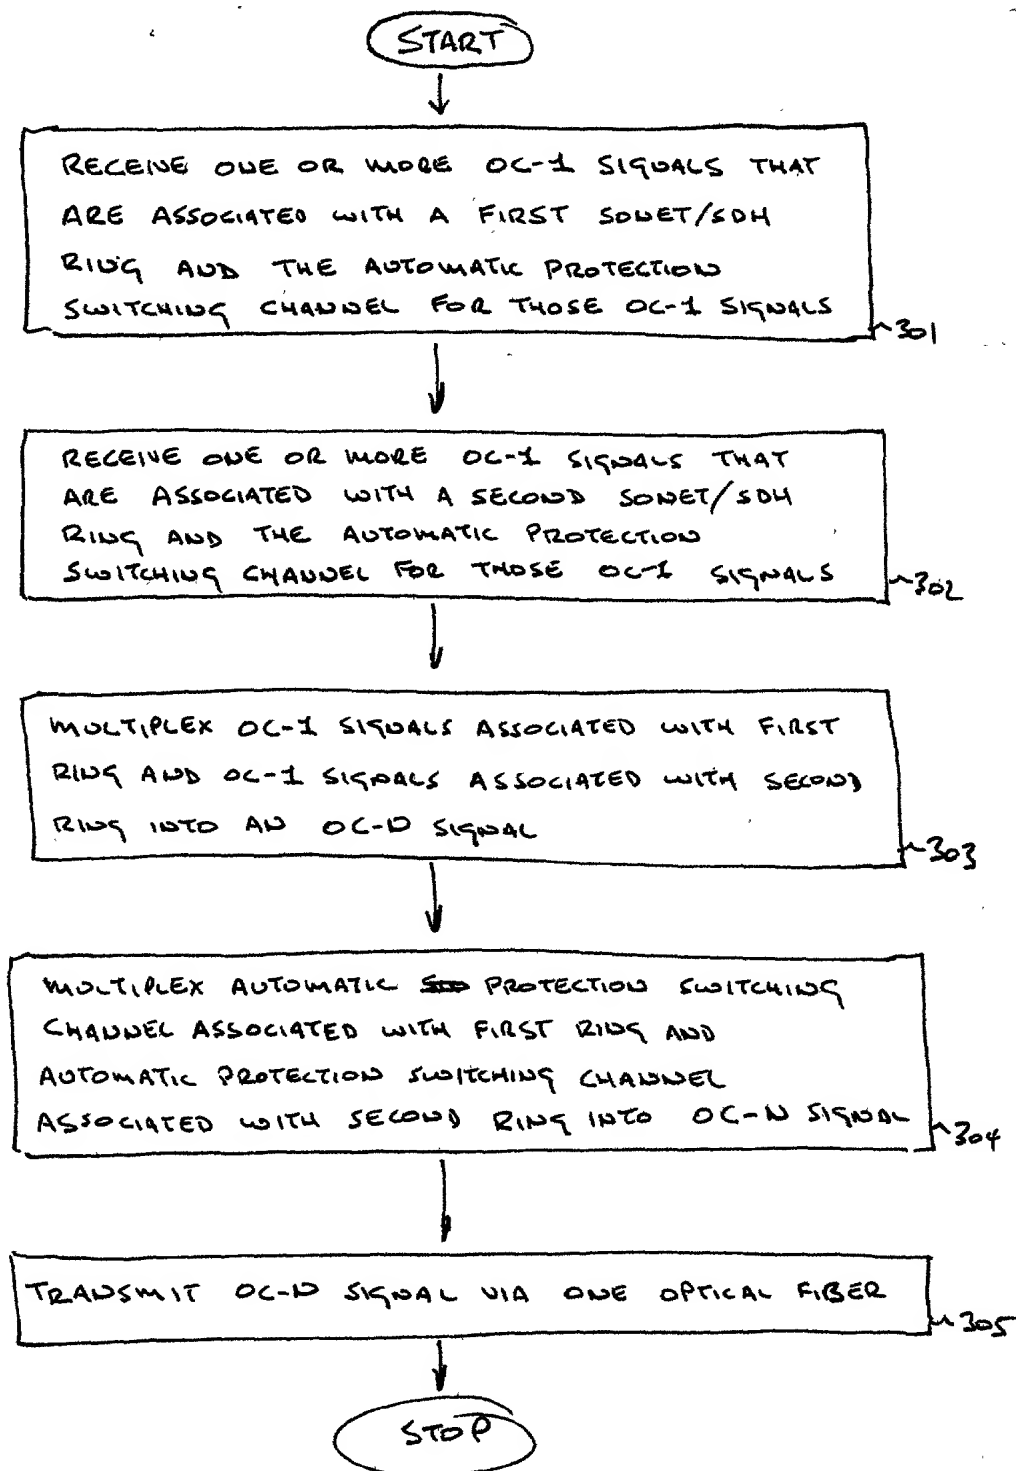 START
RECEIVE ONE OR MORE OC-1 SIGNALS THAT
ARE ASSOCIATED WITH A FIRST SONET/SDH
RING AND THE AUTOMATIC PROTECTION
SWITCHING CHANNEL FOR THOSE OC-1 SIGNALS
301
RECEIVE ONE OR MORE OC-1 SIGNALS THAT
ARE ASSOCIATED WITH A SECOND SONET/SDH
RING AND THE AUTOMATIC PROTECTION
SWITCHING CHANNEL FOR THOSE OC-1 SIGNALS
302
MULTIPLEX OC-1 SIGNALS ASSOCIATED WITH FIRST
RING AND OC-1 SIGNALS ASSOCIATED WITH SECOND
RING INTO AN OC-N SIGNAL
303
MULTIPLEX AUTOMATIC PROTECTION SWITCHING
CHANNEL ASSOCIATED WITH FIRST RING AND
AUTOMATIC PROTECTION SWITCHING CHANNEL
ASSOCIATED WITH SECOND RING INTO OC-N SIGNAL
304
TRANSMIT OC-N SIGNAL VIA ONE OPTICAL FIBER
305
STOP